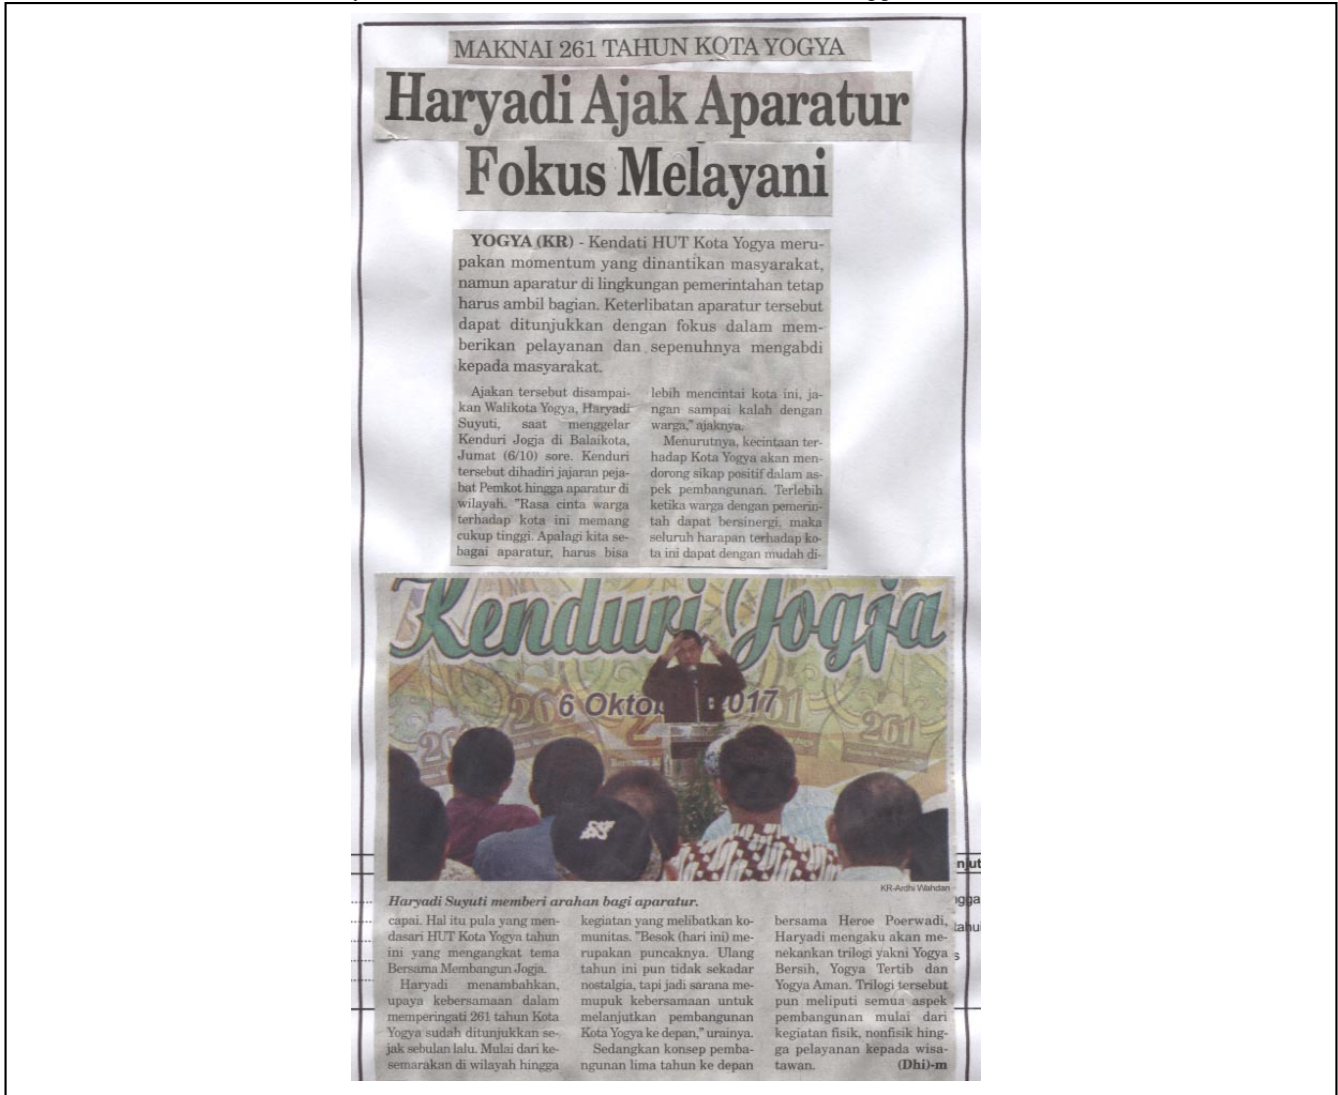 MAKNAI 261 TAHUN KOTA YOGYA
Haryadi Ajak Aparatur
Fokus Melayani
YOGYA (KR) - Kendati HUT Kota Yogya meru-
pakan momentum yang dinantikan masyarakat,
namun aparatur di lingkungan pemerintahan tetap
harus ambil bagian. Keterlibatan aparatur tersebut
dapat ditunjukkan dengan fokus dalam mem-
berikan pelayanan dan sepenuhnya mengabdi
kepada masyarakat.
Ajakan tersebut disampai-
kan Walikota Yogya, Haryadi
Suyuti, saat menggelar
Kenduri Jogja di Balaikota,
Jumat (6/10) sore. Kenduri
tersebut dihadiri jajaran peja-
bat Pemkot hingga aparatur di
wilayah. "Rasa cinta warga
terhadap kota ini memang
cukup tinggi. Apalagi kita se-
bagai aparatur, harus bisa
lebih mencintai kota ini, ja-
ngan sampai kalah dengan
warga," ajaknya.
Menurutnya, kecintaan ter-
hadap Kota Yogya akan men-
dorong sikap positif dalam as-
pek pembangunan. Terlebih
ketika warga dengan pemerin-
tah dapat bersinergi, maka
seluruh harapan terhadap ko-
ta ini dapat dengan mudah di-
Kenduri Jogja
6 Okto 2017
261
261
KR-Ardhi Wahdan
Haryadi Suyuti memberi arahan bagi aparatur.
capai. Hal itu pula yang men-
dasari HUT Kota Yogya tahun
ini yang mengangkat tema
Bersama Membangun Jogja.
Haryadi menambahkan,
upaya kebersamaan dalam
memperingati 261 tahun Kota
Yogya sudah ditunjukkan se-
jak sebulan lalu. Mulai dari ke-
semarakan di wilayah hingga
kegiatan yang melibatkan ko-
munitas. "Besok (hari ini) me-
rupakan puncaknya. Ulang
tahun ini pun tidak sekadar
nostalgia, tapi jadi sarana me-
mupuk kebersamaan untuk
melanjutkan pembangunan
Kota Yogya ke depan," urainya.
Sedangkan konsep pemba-
ngunan lima tahun ke depan
bersama Heroe Poerwadi,
Haryadi mengaku akan me-
nekankan trilogi yakni Yogya
Bersih, Yogya Tertib dan
Yogya Aman. Trilogi tersebut
pun meliputi semua aspek
pembangunan mulai dari
kegiatan fisik, nonfisik hing-
ga pelayanan kepada wisa-
tawan. (Dhi)-m